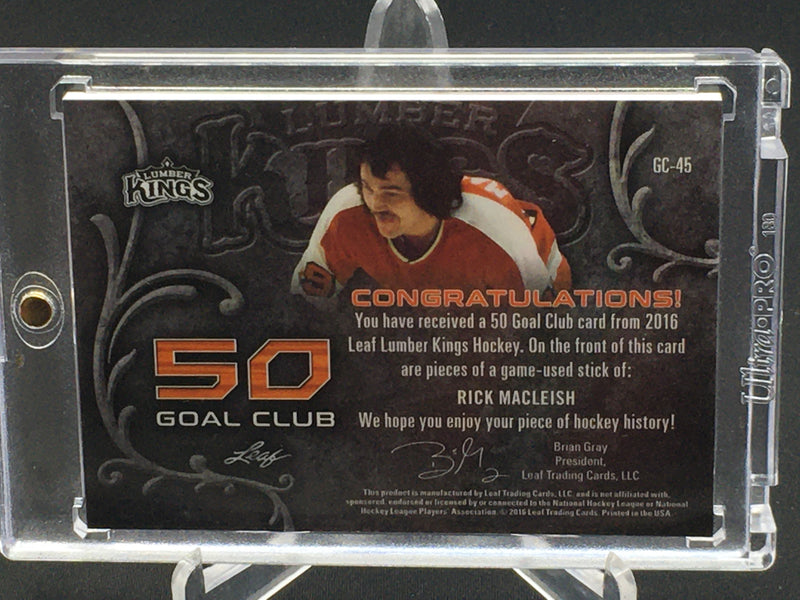 LUMBER
KINGS
LUMBER
KINGS
GC-45
CONGRATULATIONS!
You have received a 50 Goal Club card from 2016
Leaf Lumber Kings Hockey. On the front of this card
are pieces of a game-used stick of:
RICK MACLEISH
We hope you enjoy your piece of hockey history!
50
GOAL CLUB
Leaf
Brian Gray
President,
Leaf Trading Cards, LLC
This product is manufactured by Leaf Trading Cards, LLC, and is not affiliated with,
sponsored, endorsed or licensed by or connected to the National Hockey League or National
Hockey League Players' Association. © 2016 Leaf Trading Cards. Printed in the USA.
Ultra PRO 180